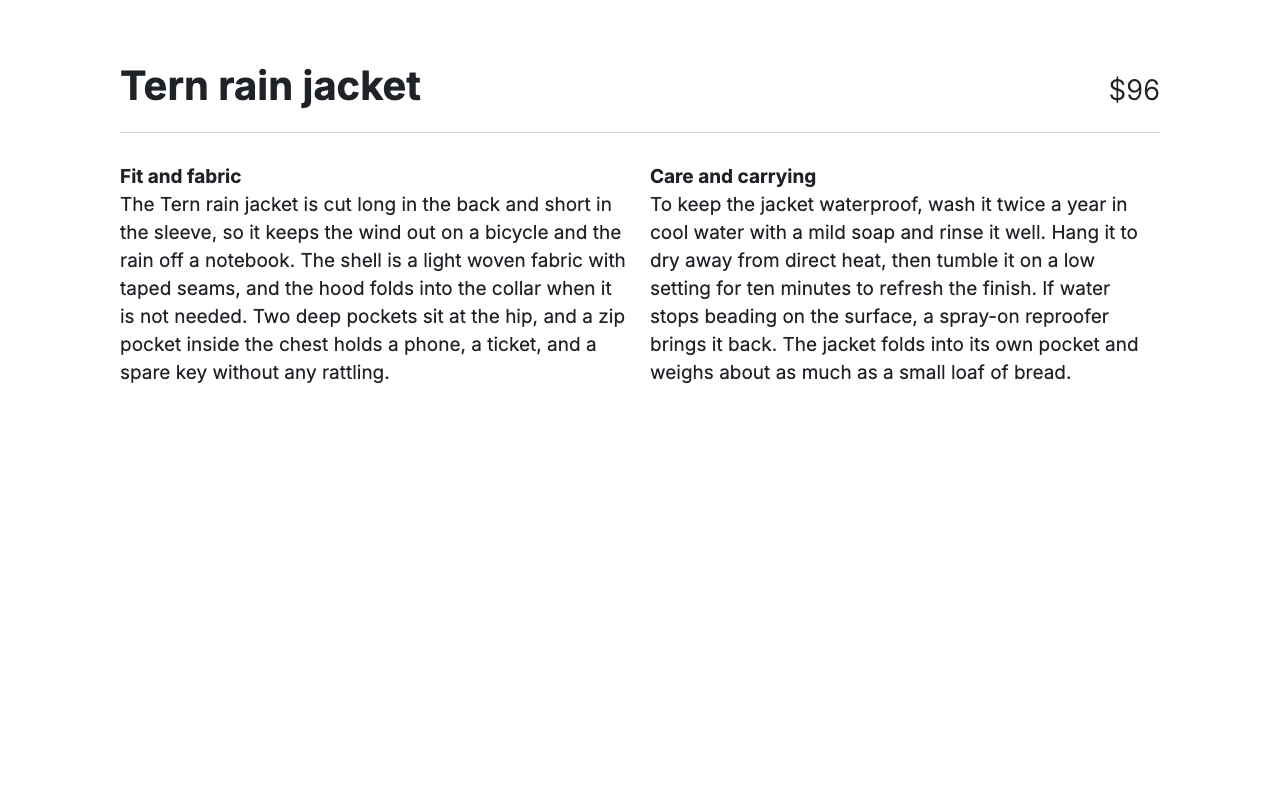 Tern rain jacket
$96
Fit and fabric
The Tern rain jacket is cut long in the back and short in
the sleeve, so it keeps the wind out on a bicycle and the
rain off a notebook. The shell is a light woven fabric with
taped seams, and the hood folds into the collar when it
is not needed. Two deep pockets sit at the hip, and a zip
pocket inside the chest holds a phone, a ticket, and a
spare key without any rattling.
Care and carrying
To keep the jacket waterproof, wash it twice a year in
cool water with a mild soap and rinse it well. Hang it to
dry away from direct heat, then tumble it on a low
setting for ten minutes to refresh the finish. If water
stops beading on the surface, a spray-on reproofer
brings it back. The jacket folds into its own pocket and
weighs about as much as a small loaf of bread.